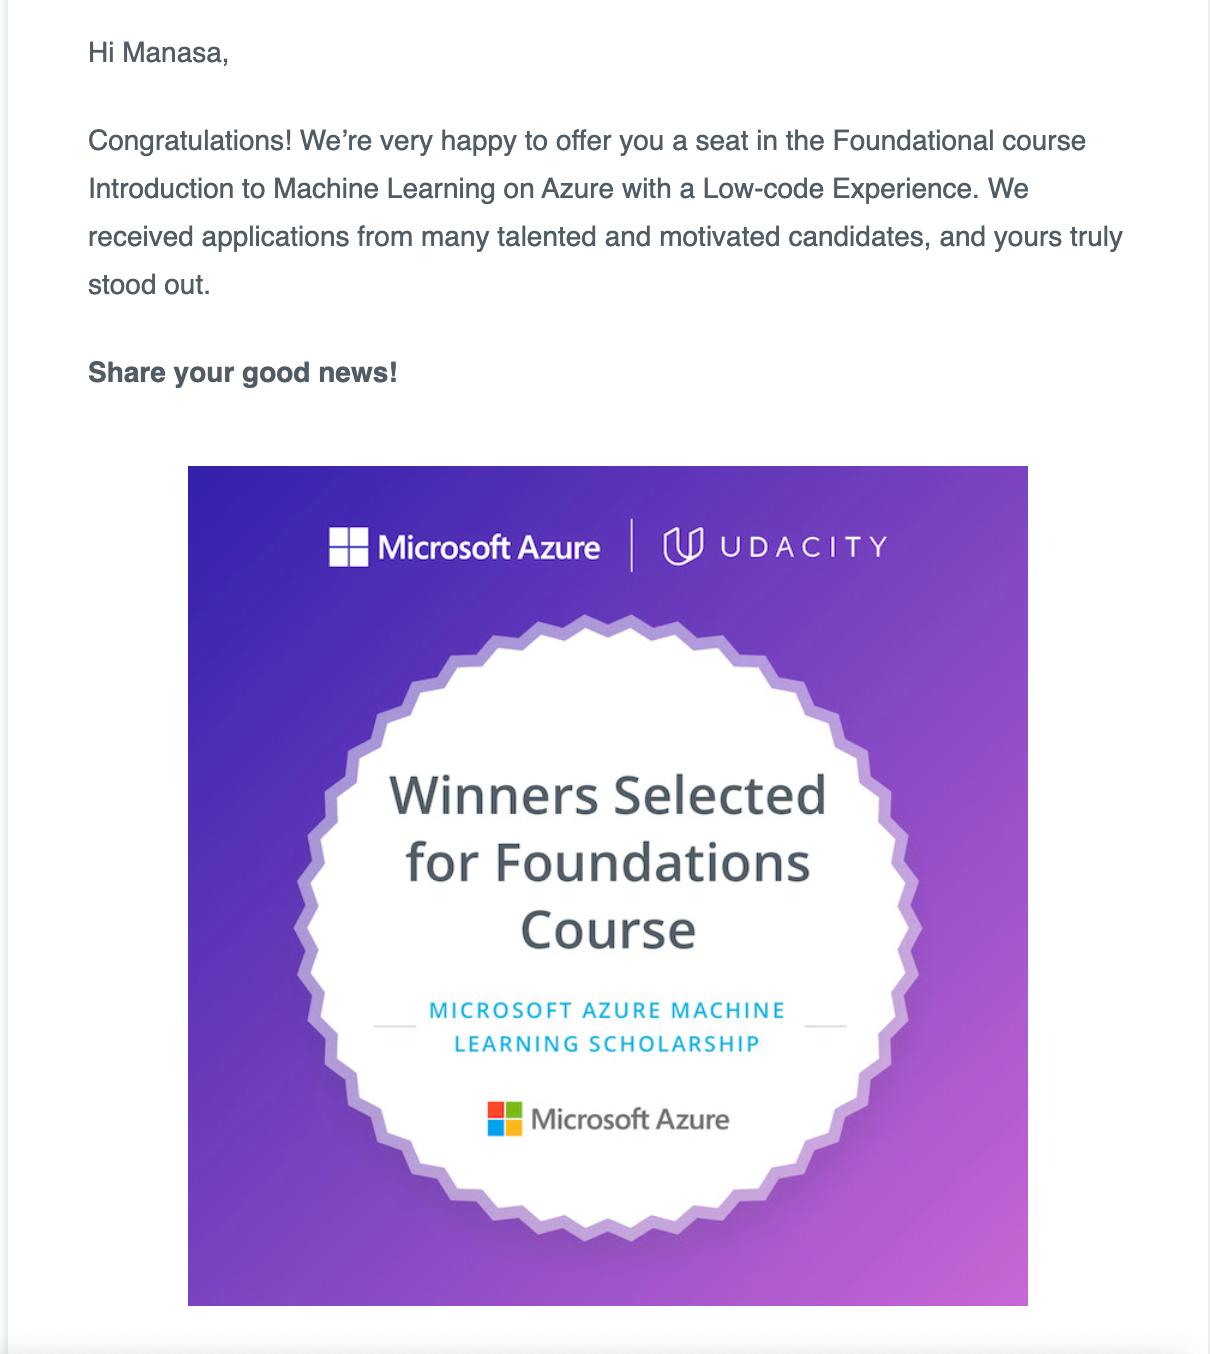 Hi Manasa,
Congratulations! We’re very happy to offer you a seat in the Foundational course
Introduction to Machine Learning on Azure with a Low-code Experience. We
received applications from many talented and motivated candidates, and yours truly
stood out.
Share your good news!
Microsoft Azure | UDACITY
Winners Selected
for Foundations
Course
MICROSOFT AZURE MACHINE
LEARNING SCHOLARSHIP
Microsoft Azure